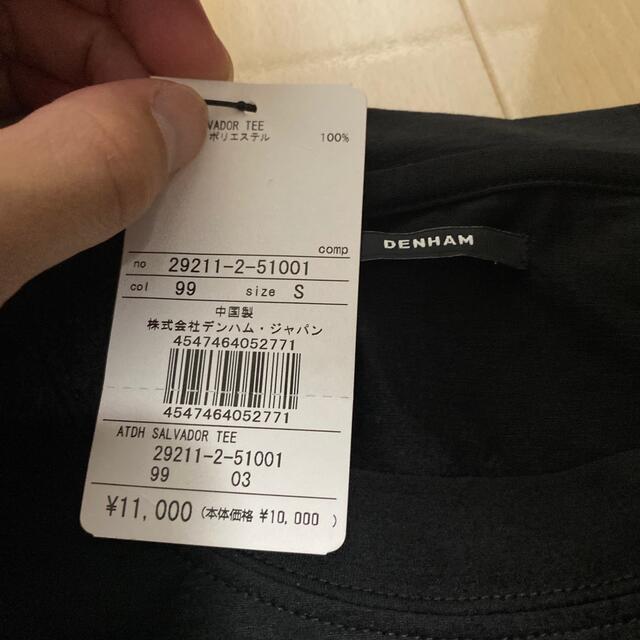 VADOR TEE
ポリエステル 100%
comp
no 29211-2-51001
col 99 size S
中国製
株式会社デンハム・ジャパン
4547464052771
4547464052771
ATDH SALVADOR TEE
29211-2-51001
99 03
¥11,000 (本体価格 ¥10,000 )
DENHAM